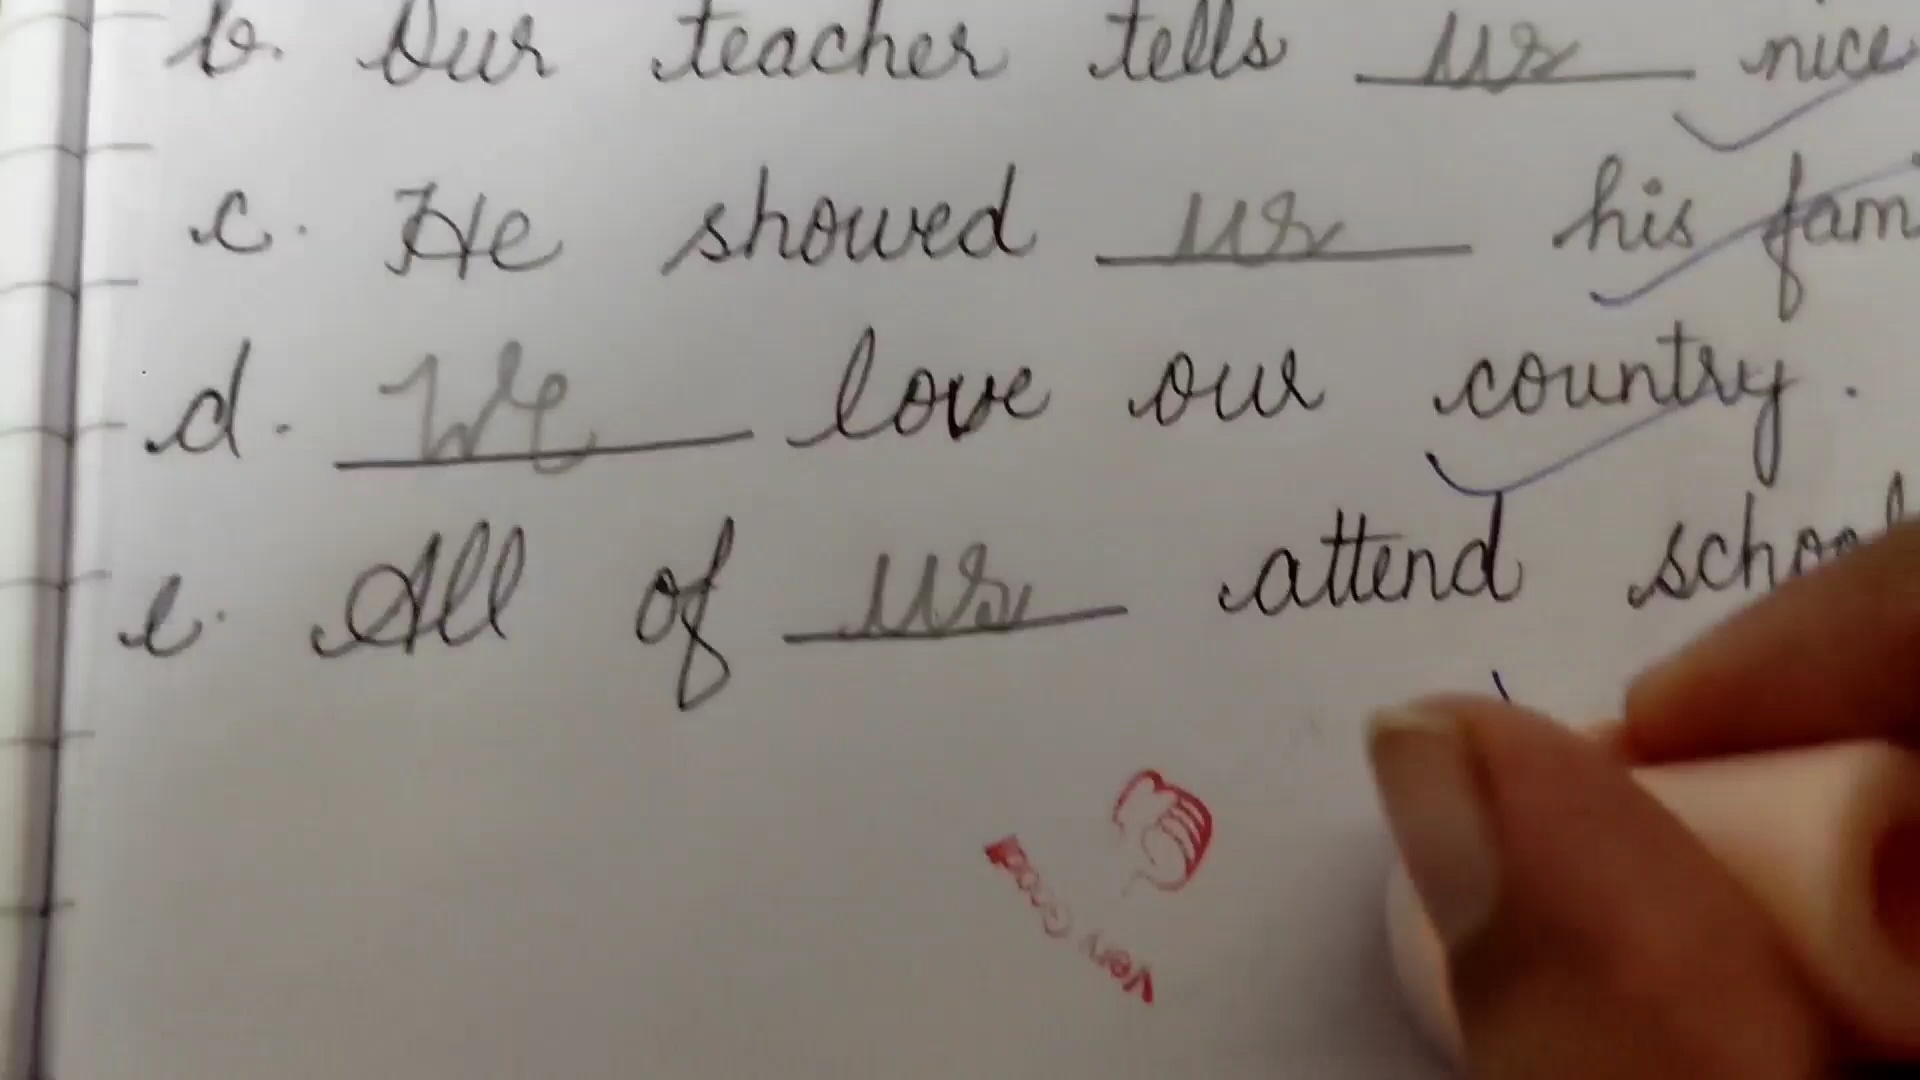 b. Our teacher tells us nice
c. He showed us his fam
d. We love our country.
e. All of us attend school
Very Good